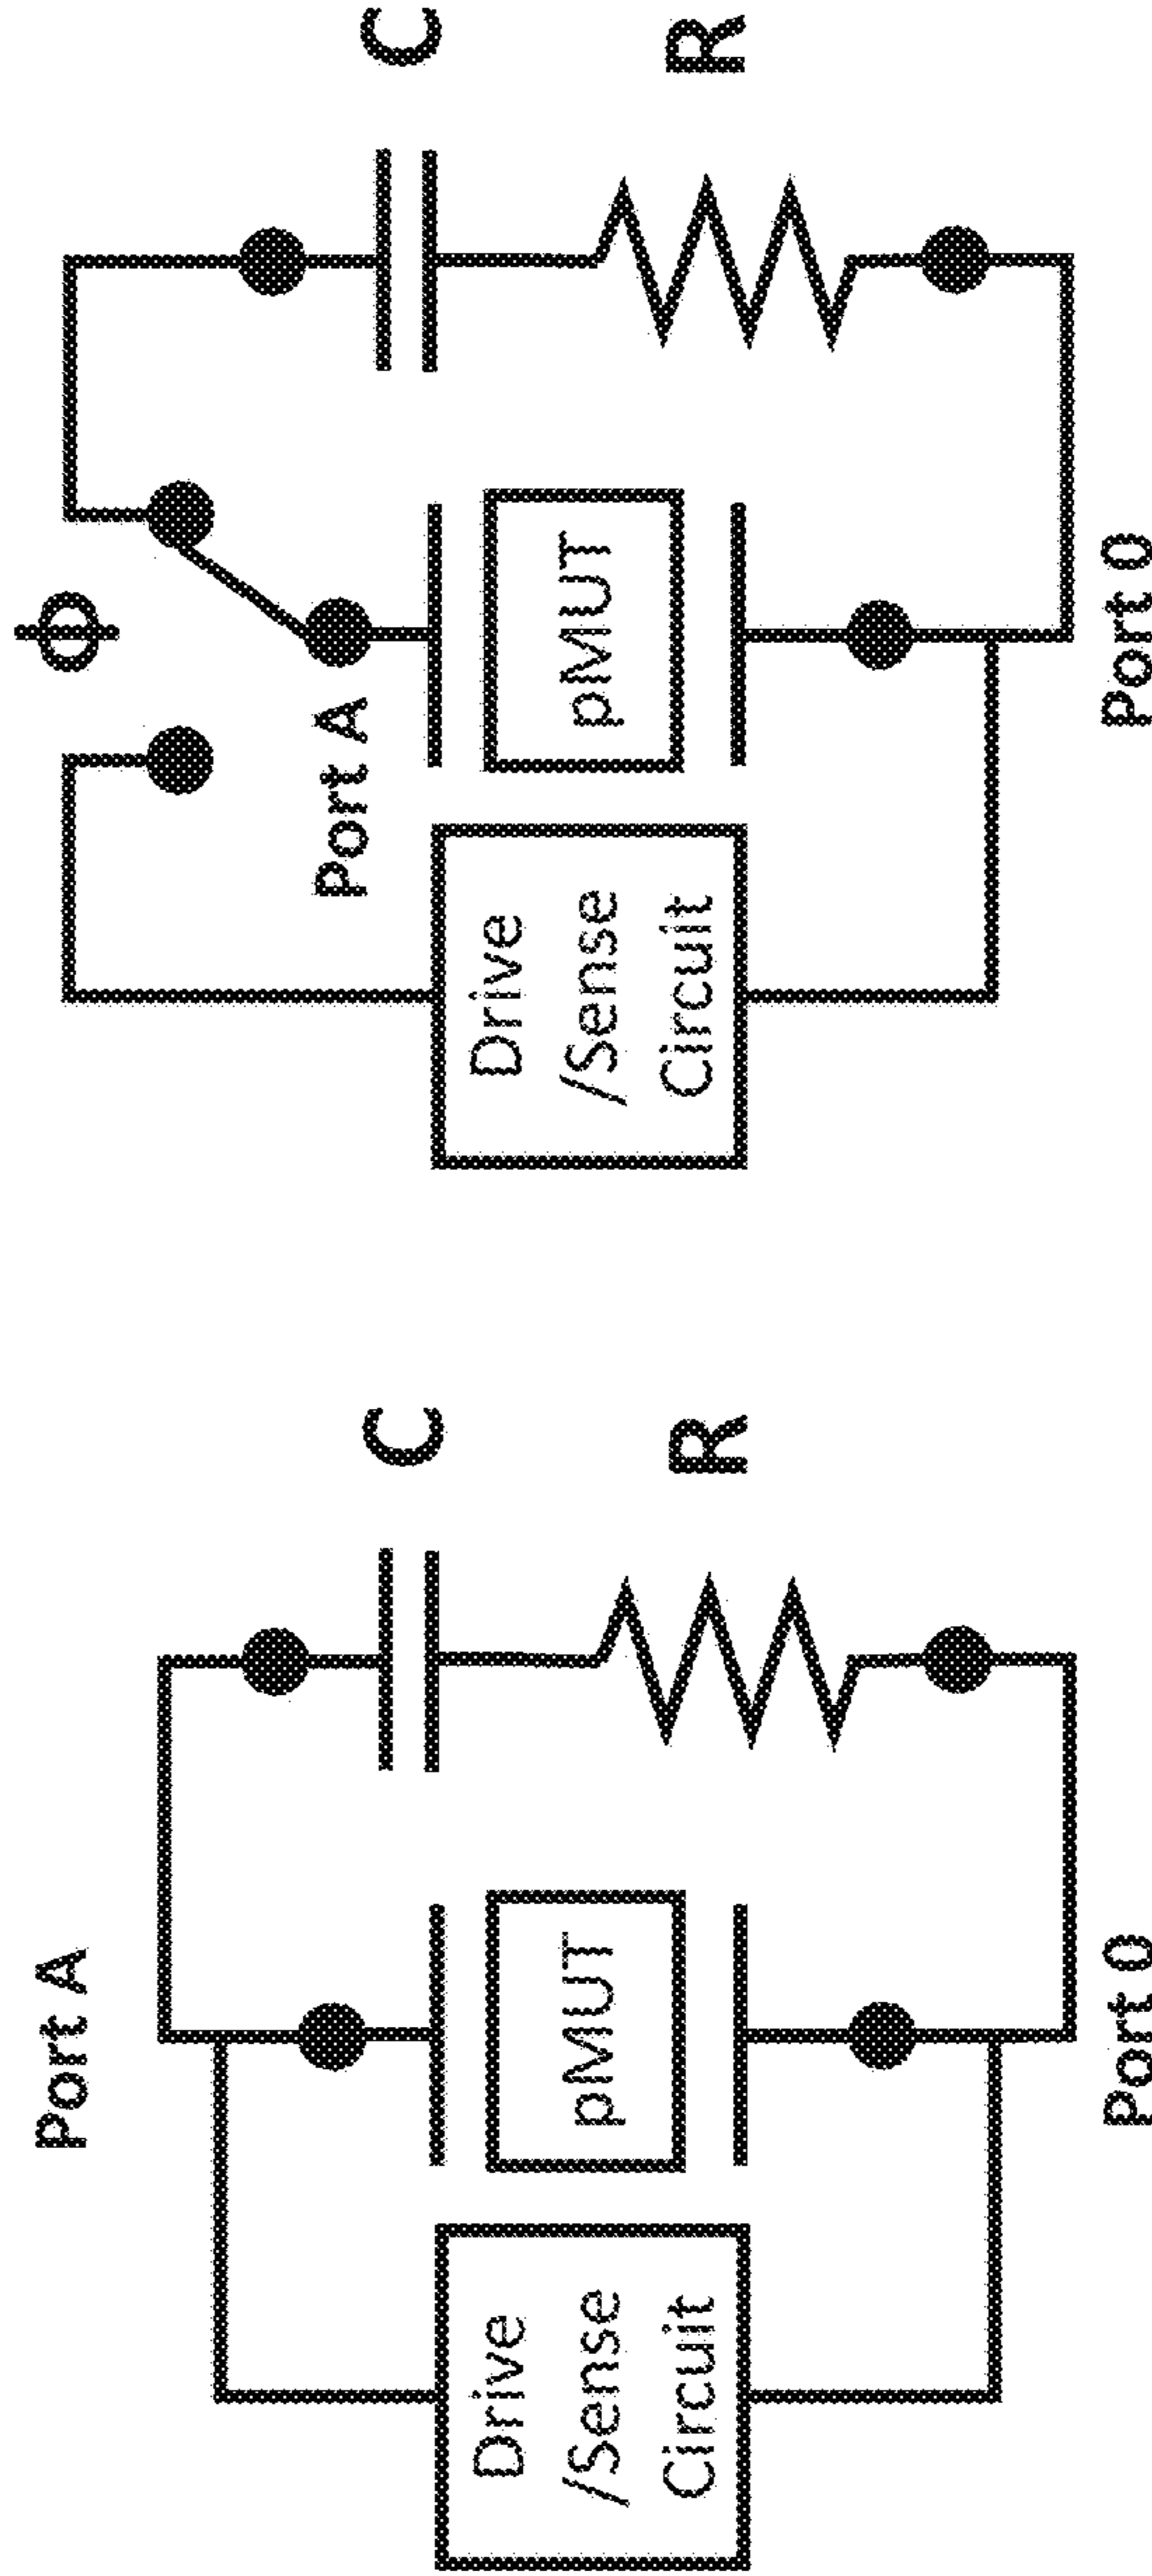 Port A
C
Drive
/Sense
Circuit
pMUT
R
Port 0
Φ
C
Port A
Drive
/Sense
Circuit
pMUT
R
Port 0